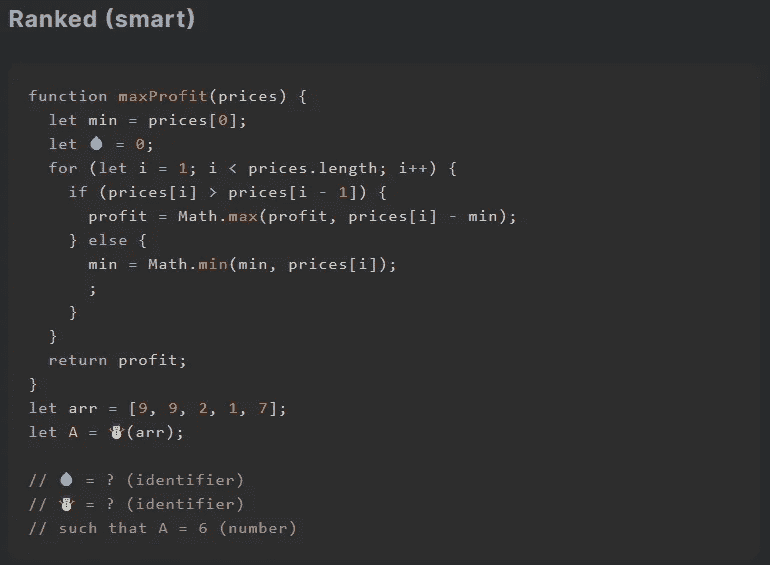 Ranked (smart)
function maxProfit(prices) {
let min = prices[0];
let 💧 = 0;
for (let i = 1; i < prices.length; i++) {
if (prices[i] > prices[i - 1]) {
profit = Math.max(profit, prices[i] - min);
} else {
min = Math.min(min, prices[i]);
;
}
}
return profit;
}
let arr = [9, 9, 2, 1, 7];
let A = ☃(arr);
// 💧 = ? (identifier)
// ☃ = ? (identifier)
// such that A = 6 (number)